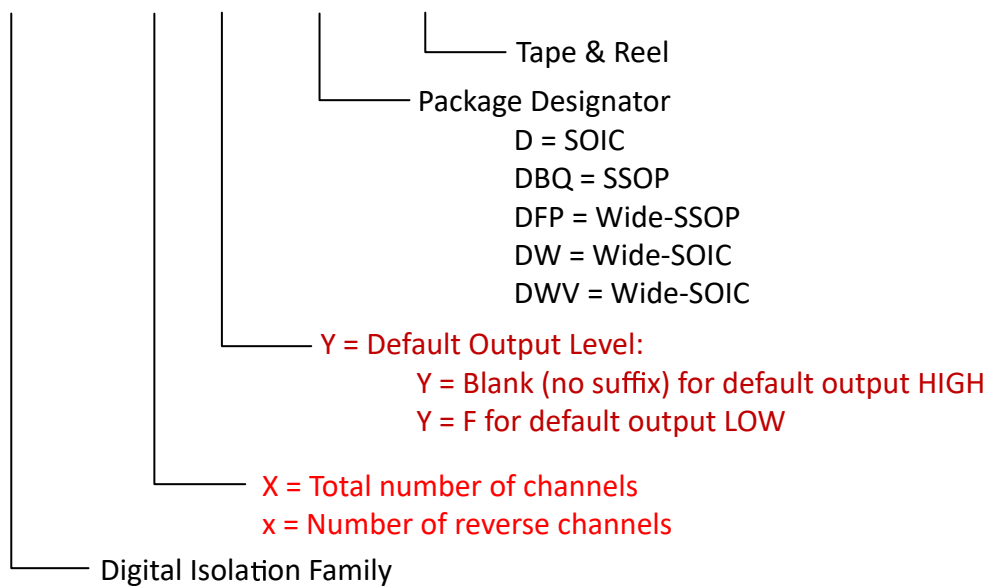 Tape & Reel
Package Designator
D = SOIC
DBQ = SSOP
DFP = Wide-SSOP
DW = Wide-SOIC
DWV = Wide-SOIC
Y = Default Output Level:
Y = Blank (no suffix) for default output HIGH
Y = F for default output LOW
X = Total number of channels
x = Number of reverse channels
Digital Isolation Family